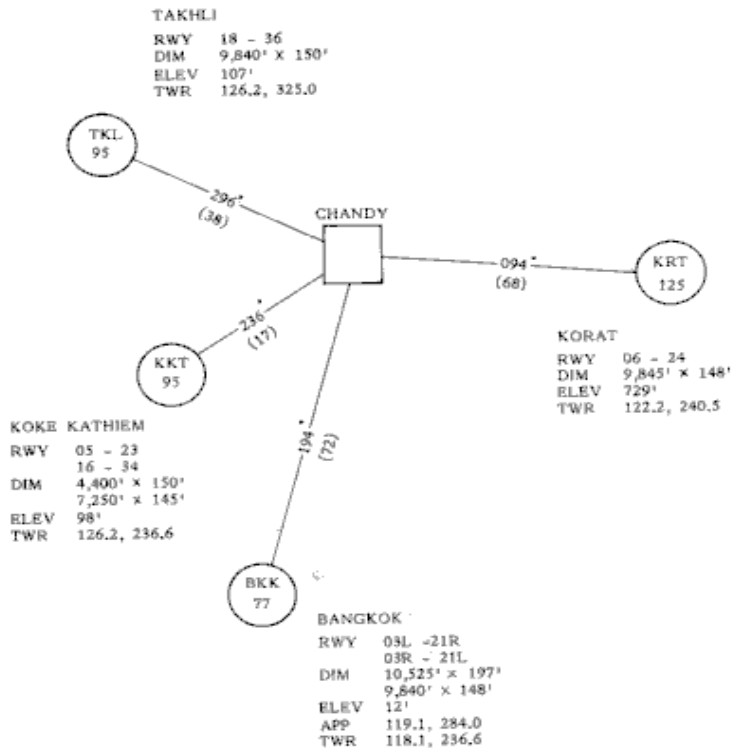 TAKHLI
RWY 18 - 36
DIM 9,840' × 150'
ELEV 107'
TWR 126.2, 325.0
TKL
95
296°
(38)
CHANDY
094°
(68)
KRT
125
236°
(17)
KKT
95
KORAT
RWY 06 - 24
DIM 9,845' × 148'
ELEV 729'
TWR 122.2, 240.5
KOKE KATHIEM
RWY 05 - 23
16 - 34
DIM 4,400' × 150'
7,250' × 145'
ELEV 98'
TWR 126.2, 236.6
194°
(72)
BKK
77
BANGKOK
RWY 03L -21R
03R - 21L
DIM 10,525' × 197'
9,840' × 148'
ELEV 12'
APP 119.1, 284.0
TWR 118.1, 236.6